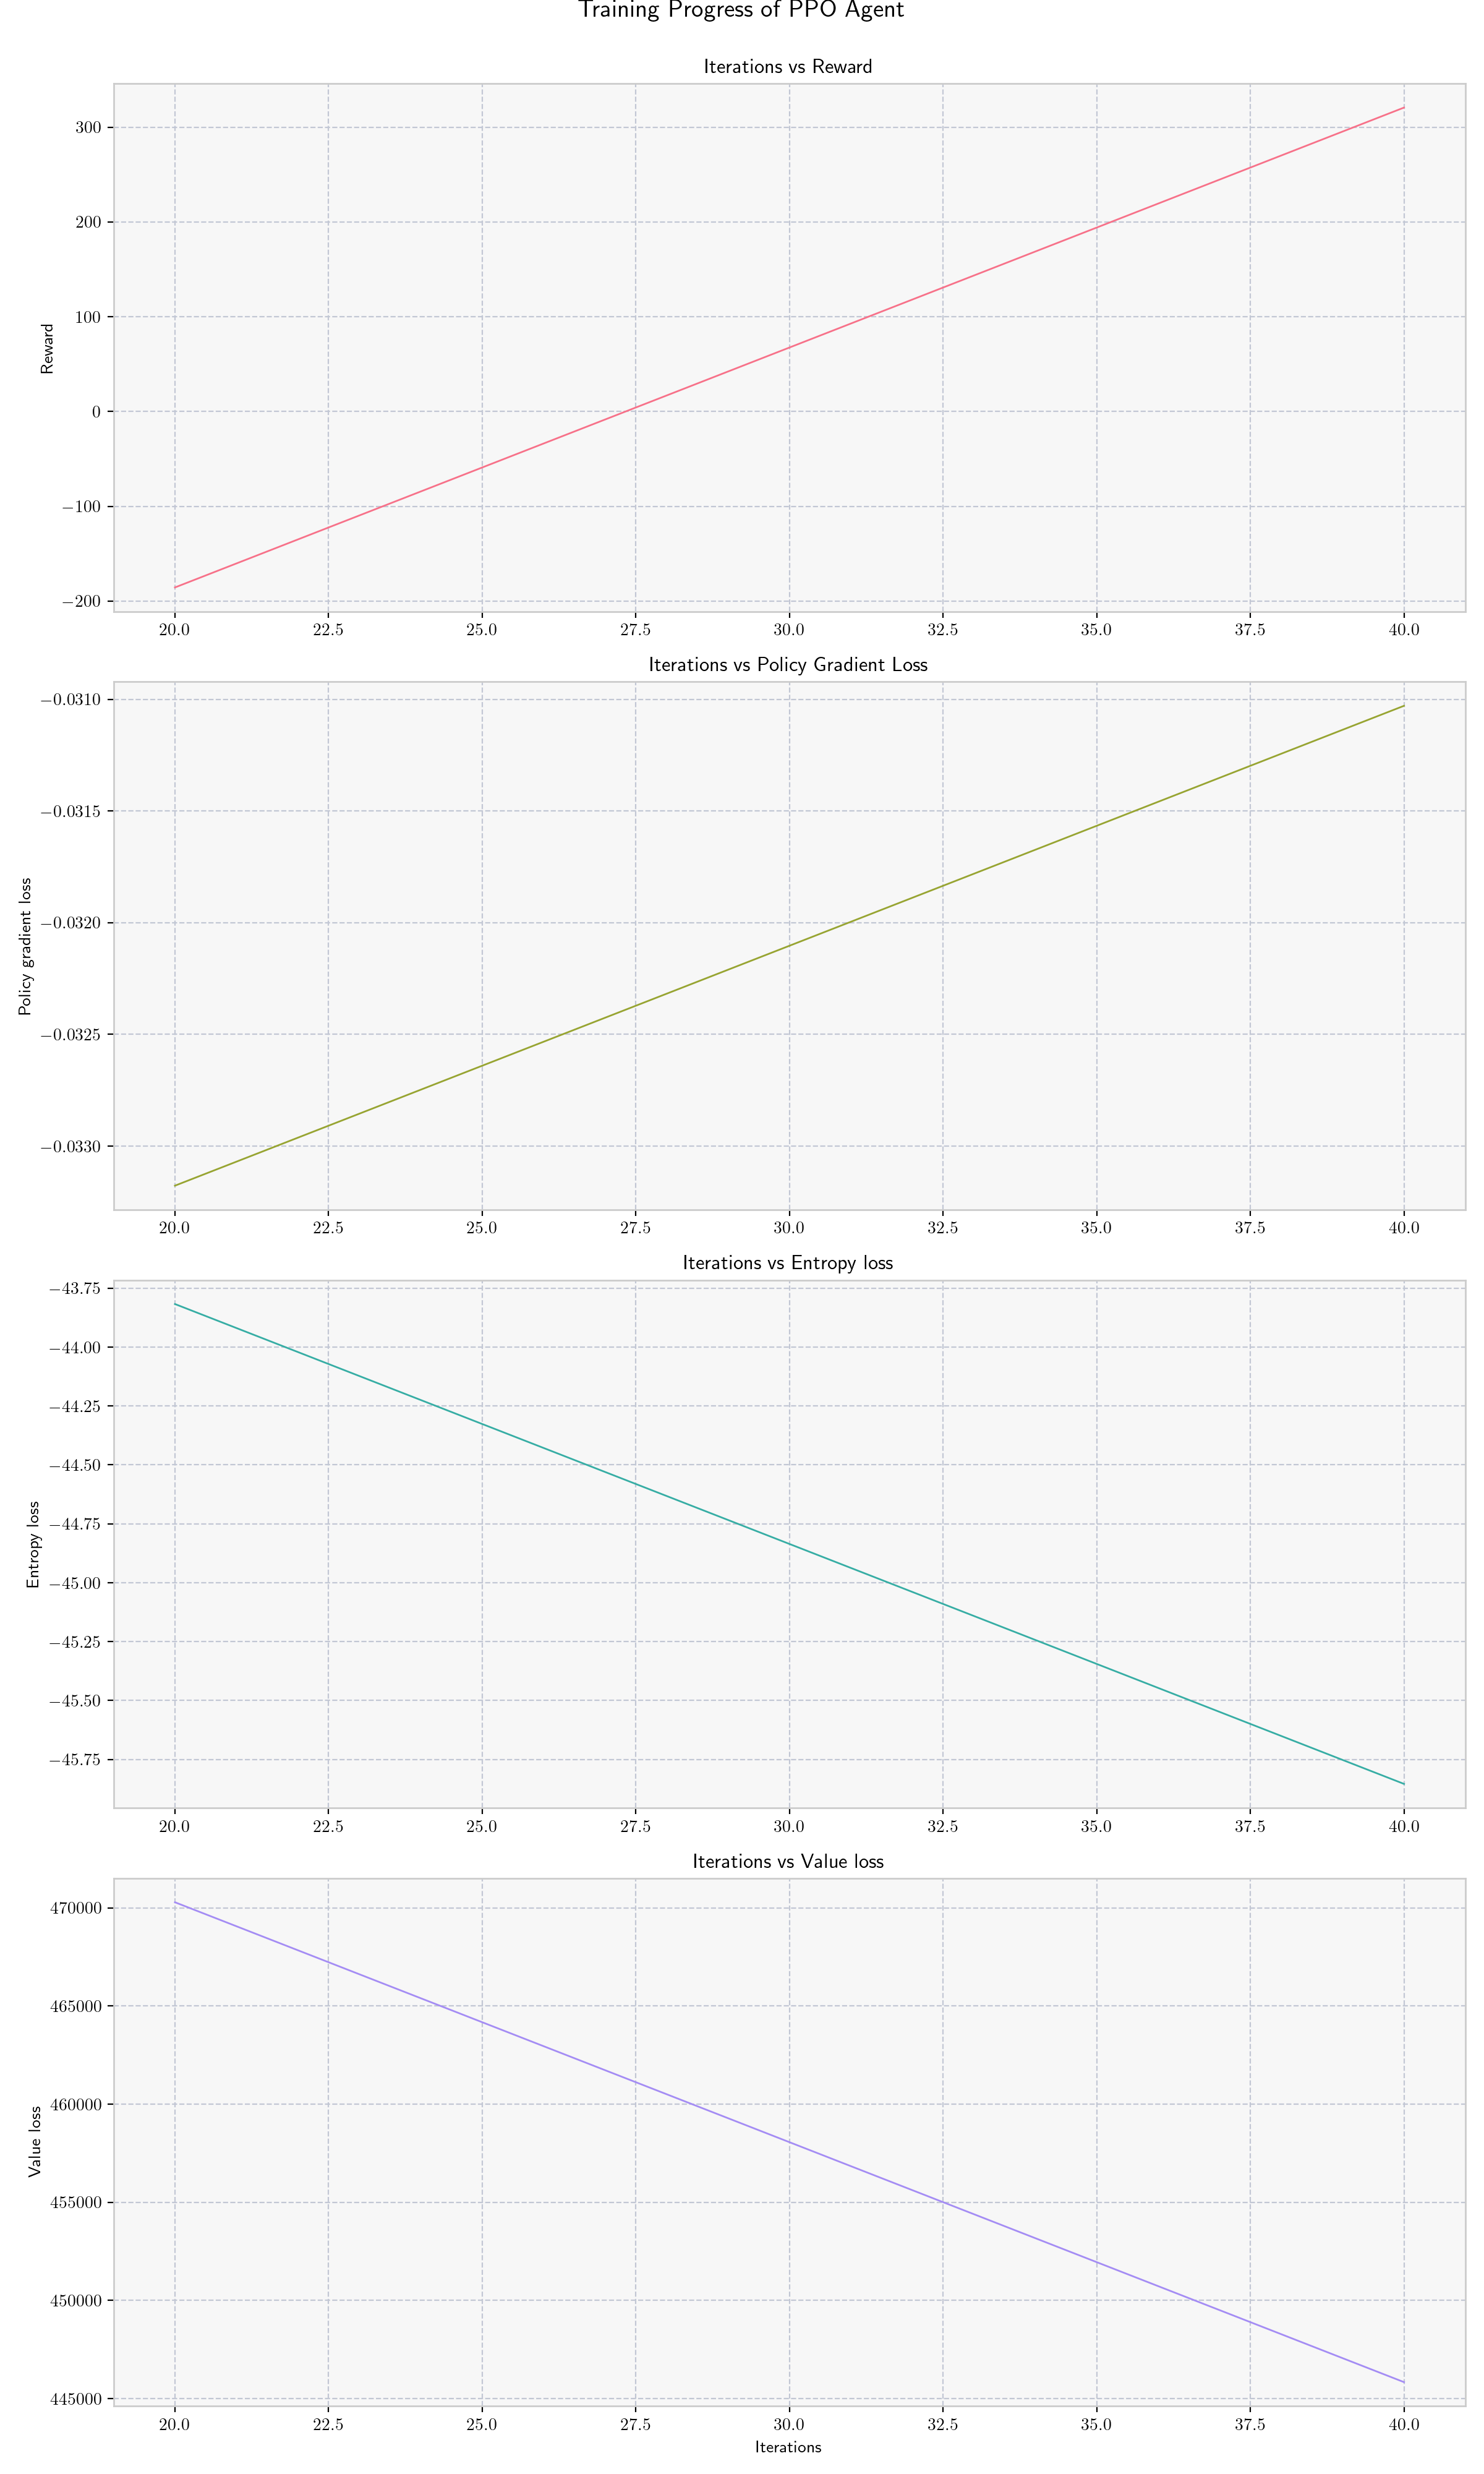 Training Progress of PPO Agent
Iterations vs Reward
300
200
100
0
−100
−200
Reward
20.0 22.5 25.0 27.5 30.0 32.5 35.0 37.5 40.0
Iterations vs Policy Gradient Loss
−0.0310
−0.0315
−0.0320
−0.0325
−0.0330
Policy gradient loss
20.0 22.5 25.0 27.5 30.0 32.5 35.0 37.5 40.0
Iterations vs Entropy loss
−43.75
−44.00
−44.25
−44.50
−44.75
−45.00
−45.25
−45.50
−45.75
Entropy loss
20.0 22.5 25.0 27.5 30.0 32.5 35.0 37.5 40.0
Iterations vs Value loss
470000
465000
460000
455000
450000
445000
Value loss
20.0 22.5 25.0 27.5 30.0 32.5 35.0 37.5 40.0
Iterations